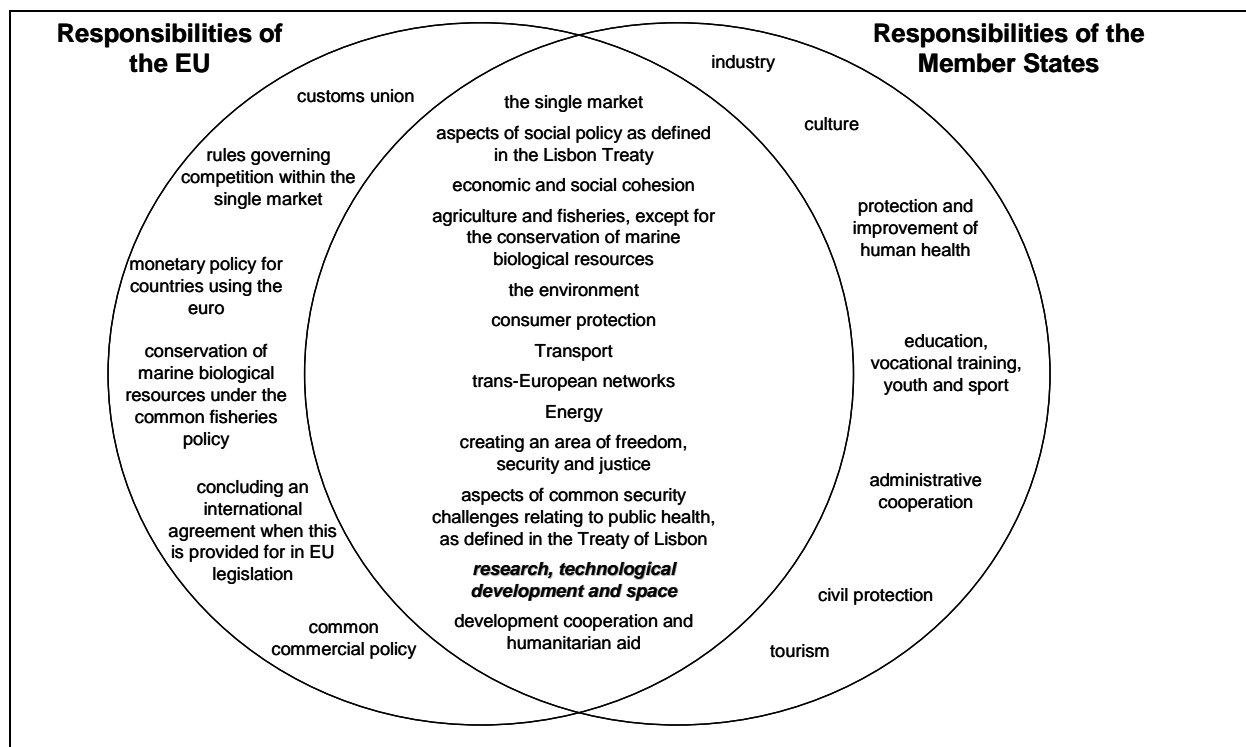 Responsibilities of
the EU
customs union
rules governing
competition within the
single market
monetary policy for
countries using the
euro
conservation of
marine biological
resources under the
common fisheries
policy
concluding an
international
agreement when this
is provided for in EU
legislation
common
commercial policy
the single market
aspects of social policy as defined
in the Lisbon Treaty
economic and social cohesion
agriculture and fisheries, except for
the conservation of marine
biological resources
the environment
consumer protection
Transport
trans-European networks
Energy
creating an area of freedom,
security and justice
aspects of common security
challenges relating to public health,
as defined in the Treaty of Lisbon
research, technological
development and space
development cooperation and
humanitarian aid
Responsibilities of the
Member States
industry
culture
protection and
improvement of
human health
education,
vocational training,
youth and sport
administrative
cooperation
civil protection
tourism